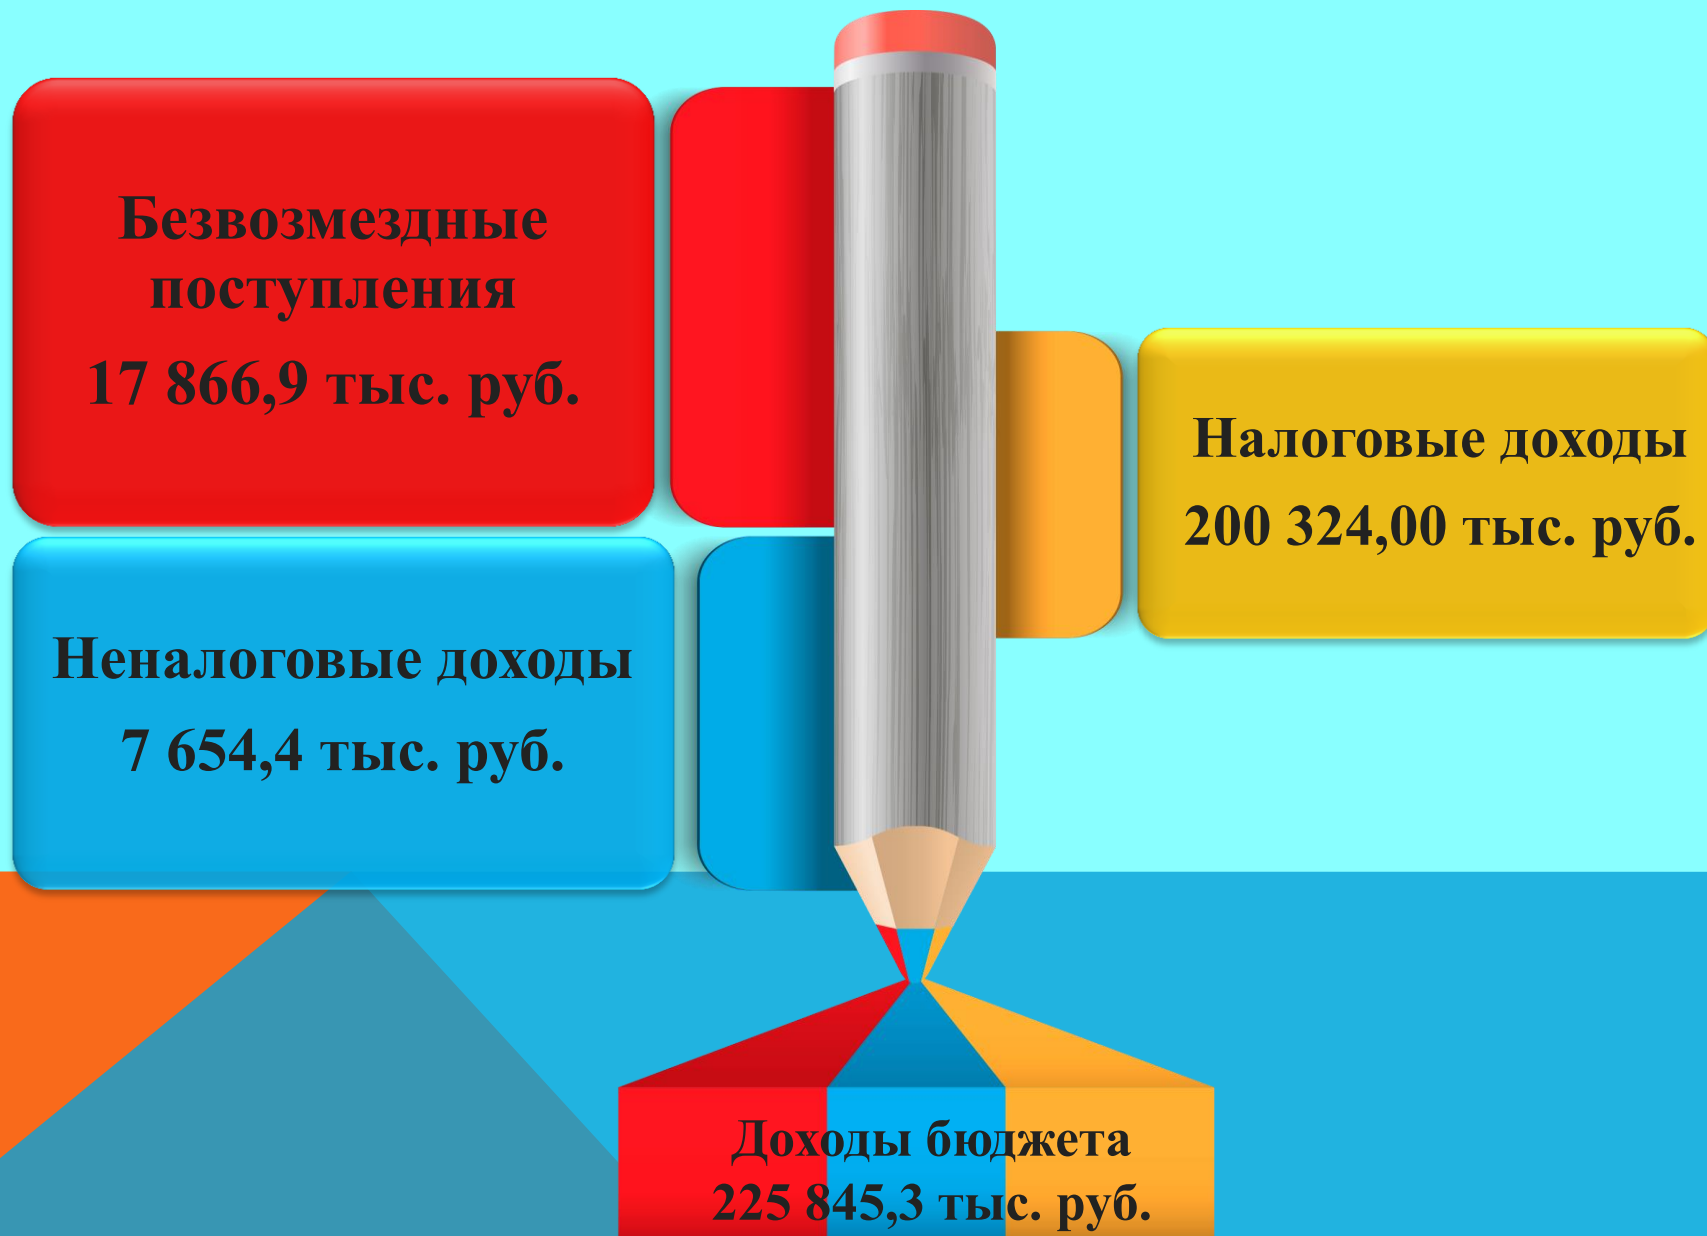 Безвозмездные
поступления
17 866,9 тыс. руб.
Налоговые доходы
200 324,00 тыс. руб.
Неналоговые доходы
7 654,4 тыс. руб.
Доходы бюджета
225 845,3 тыс. руб.